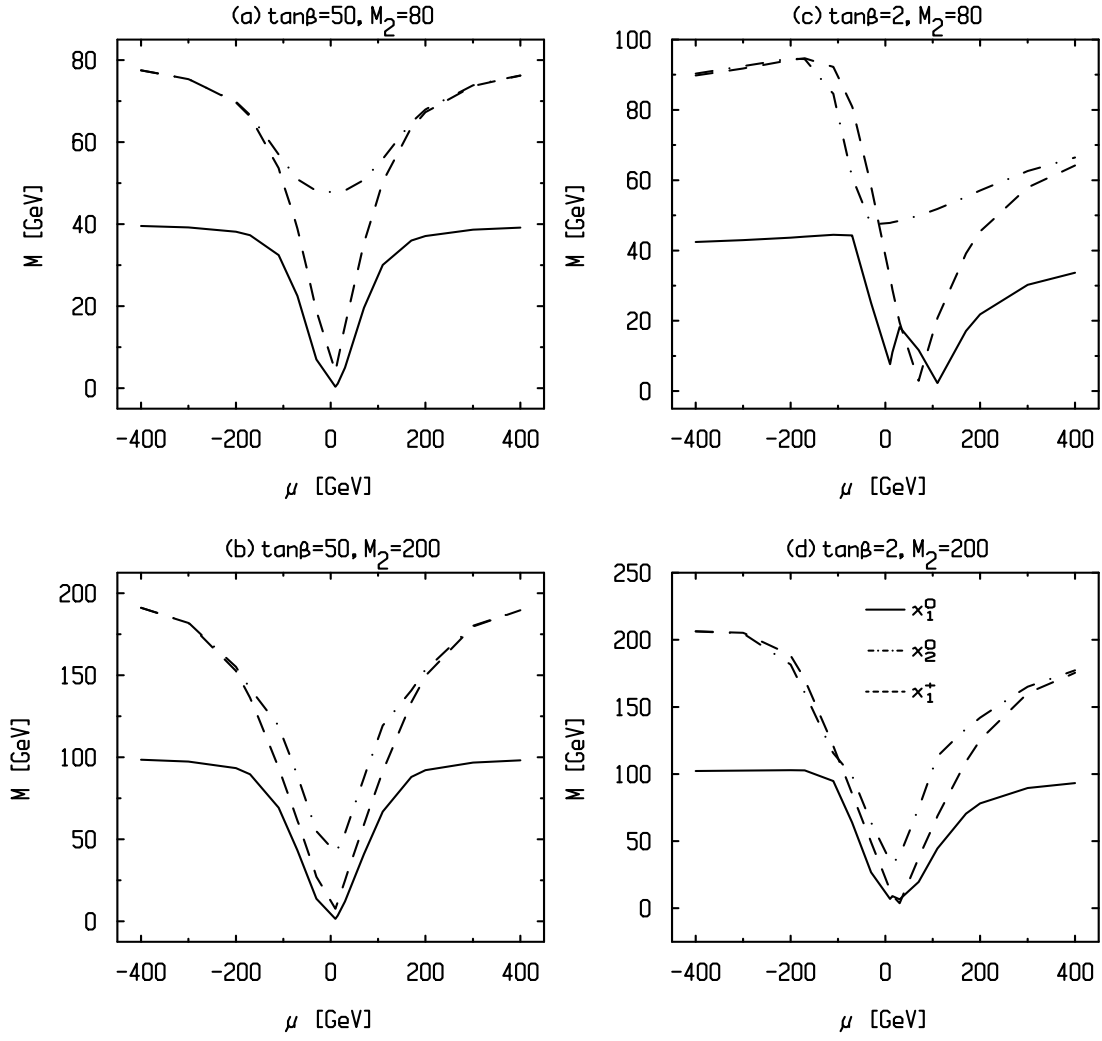 (a) tanβ=50, M₂=80
80
60
40
20
0
M [GeV]
-400 -200 0 200 400
μ [GeV]
(c) tanβ=2, M₂=80
100
80
60
40
20
0
M [GeV]
-400 -200 0 200 400
μ [GeV]
(b) tanβ=50, M₂=200
200
150
100
50
0
M [GeV]
-400 -200 0 200 400
μ [GeV]
(d) tanβ=2, M₂=200
250
200
150
100
50
0
M [GeV]
x₁⁰
x₂⁰
x₁⁺
-400 -200 0 200 400
μ [GeV]